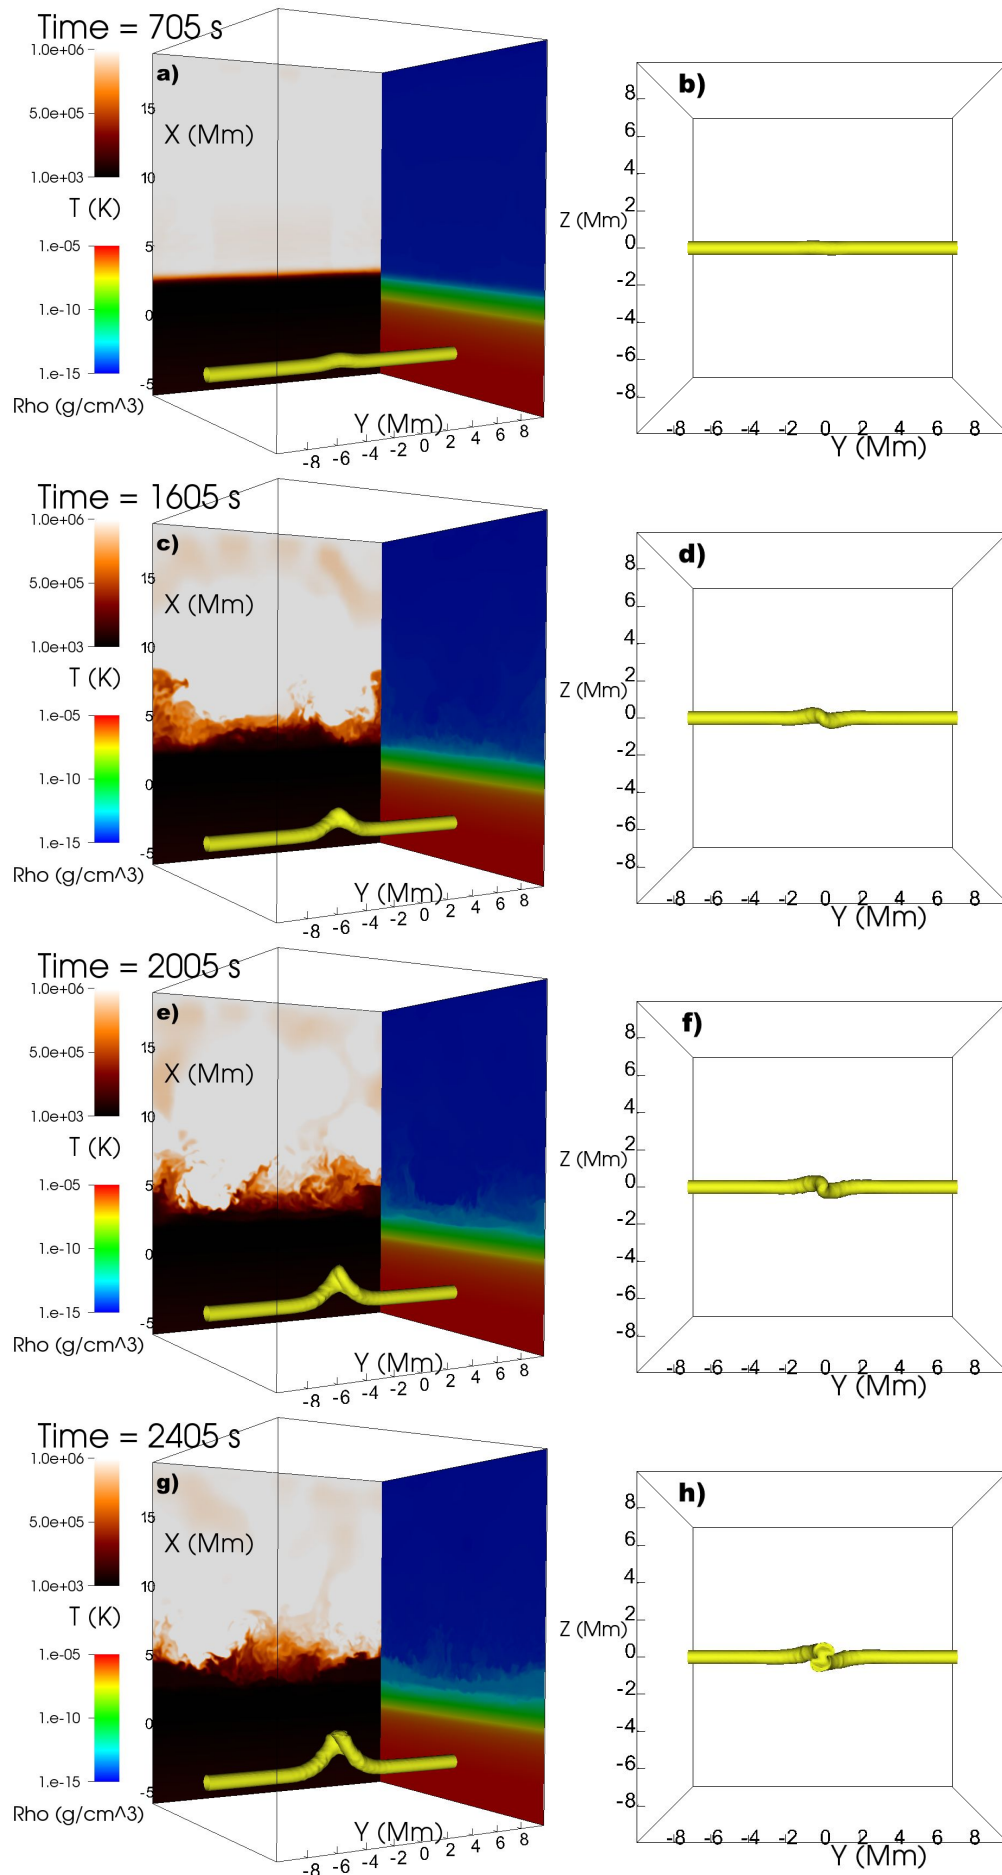 Time = 705 s
1.0e+06
5.0e+05
1.0e+03
T (K)
1.e-05
1.e-10
1.e-15
Rho (g/cm^3)
a)
15
X (Mm)
10
5
0
-5
Y (Mm)
-8 -6 -4 -2 0 2 4 6 8
b)
8
6
4
2
Z (Mm)
0
-2
-4
-6
-8
-8 -6 -4 -2 0 2 4 6 8
Y (Mm)
Time = 1605 s
1.0e+06
5.0e+05
1.0e+03
T (K)
1.e-05
1.e-10
1.e-15
Rho (g/cm^3)
c)
15
X (Mm)
10
5
0
-5
Y (Mm)
-8 -6 -4 -2 0 2 4 6 8
d)
8
6
4
2
Z (Mm)
0
-2
-4
-6
-8
-8 -6 -4 -2 0 2 4 6 8
Y (Mm)
Time = 2005 s
1.0e+06
5.0e+05
1.0e+03
T (K)
1.e-05
1.e-10
1.e-15
Rho (g/cm^3)
e)
15
X (Mm)
10
5
0
-5
Y (Mm)
-8 -6 -4 -2 0 2 4 6 8
f)
8
6
4
2
Z (Mm)
0
-2
-4
-6
-8
-8 -6 -4 -2 0 2 4 6 8
Y (Mm)
Time = 2405 s
1.0e+06
5.0e+05
1.0e+03
T (K)
1.e-05
1.e-10
1.e-15
Rho (g/cm^3)
g)
15
X (Mm)
10
5
0
-5
Y (Mm)
-8 -6 -4 -2 0 2 4 6 8
h)
8
6
4
2
Z (Mm)
0
-2
-4
-6
-8
-8 -6 -4 -2 0 2 4 6 8
Y (Mm)